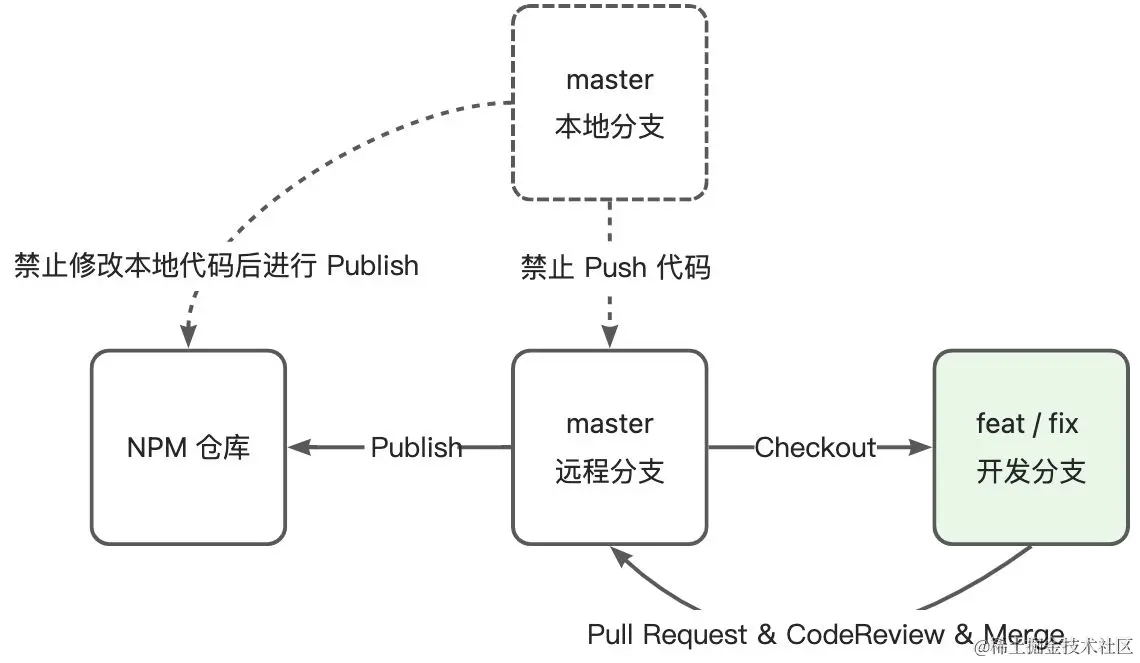 master
本地分支
禁止修改本地代码后进行 Publish
禁止 Push 代码
NPM 仓库
Publish
master
远程分支
Checkout
feat / fix
开发分支
Pull Request & CodeReview & Merge
@稀土掘金技术社区